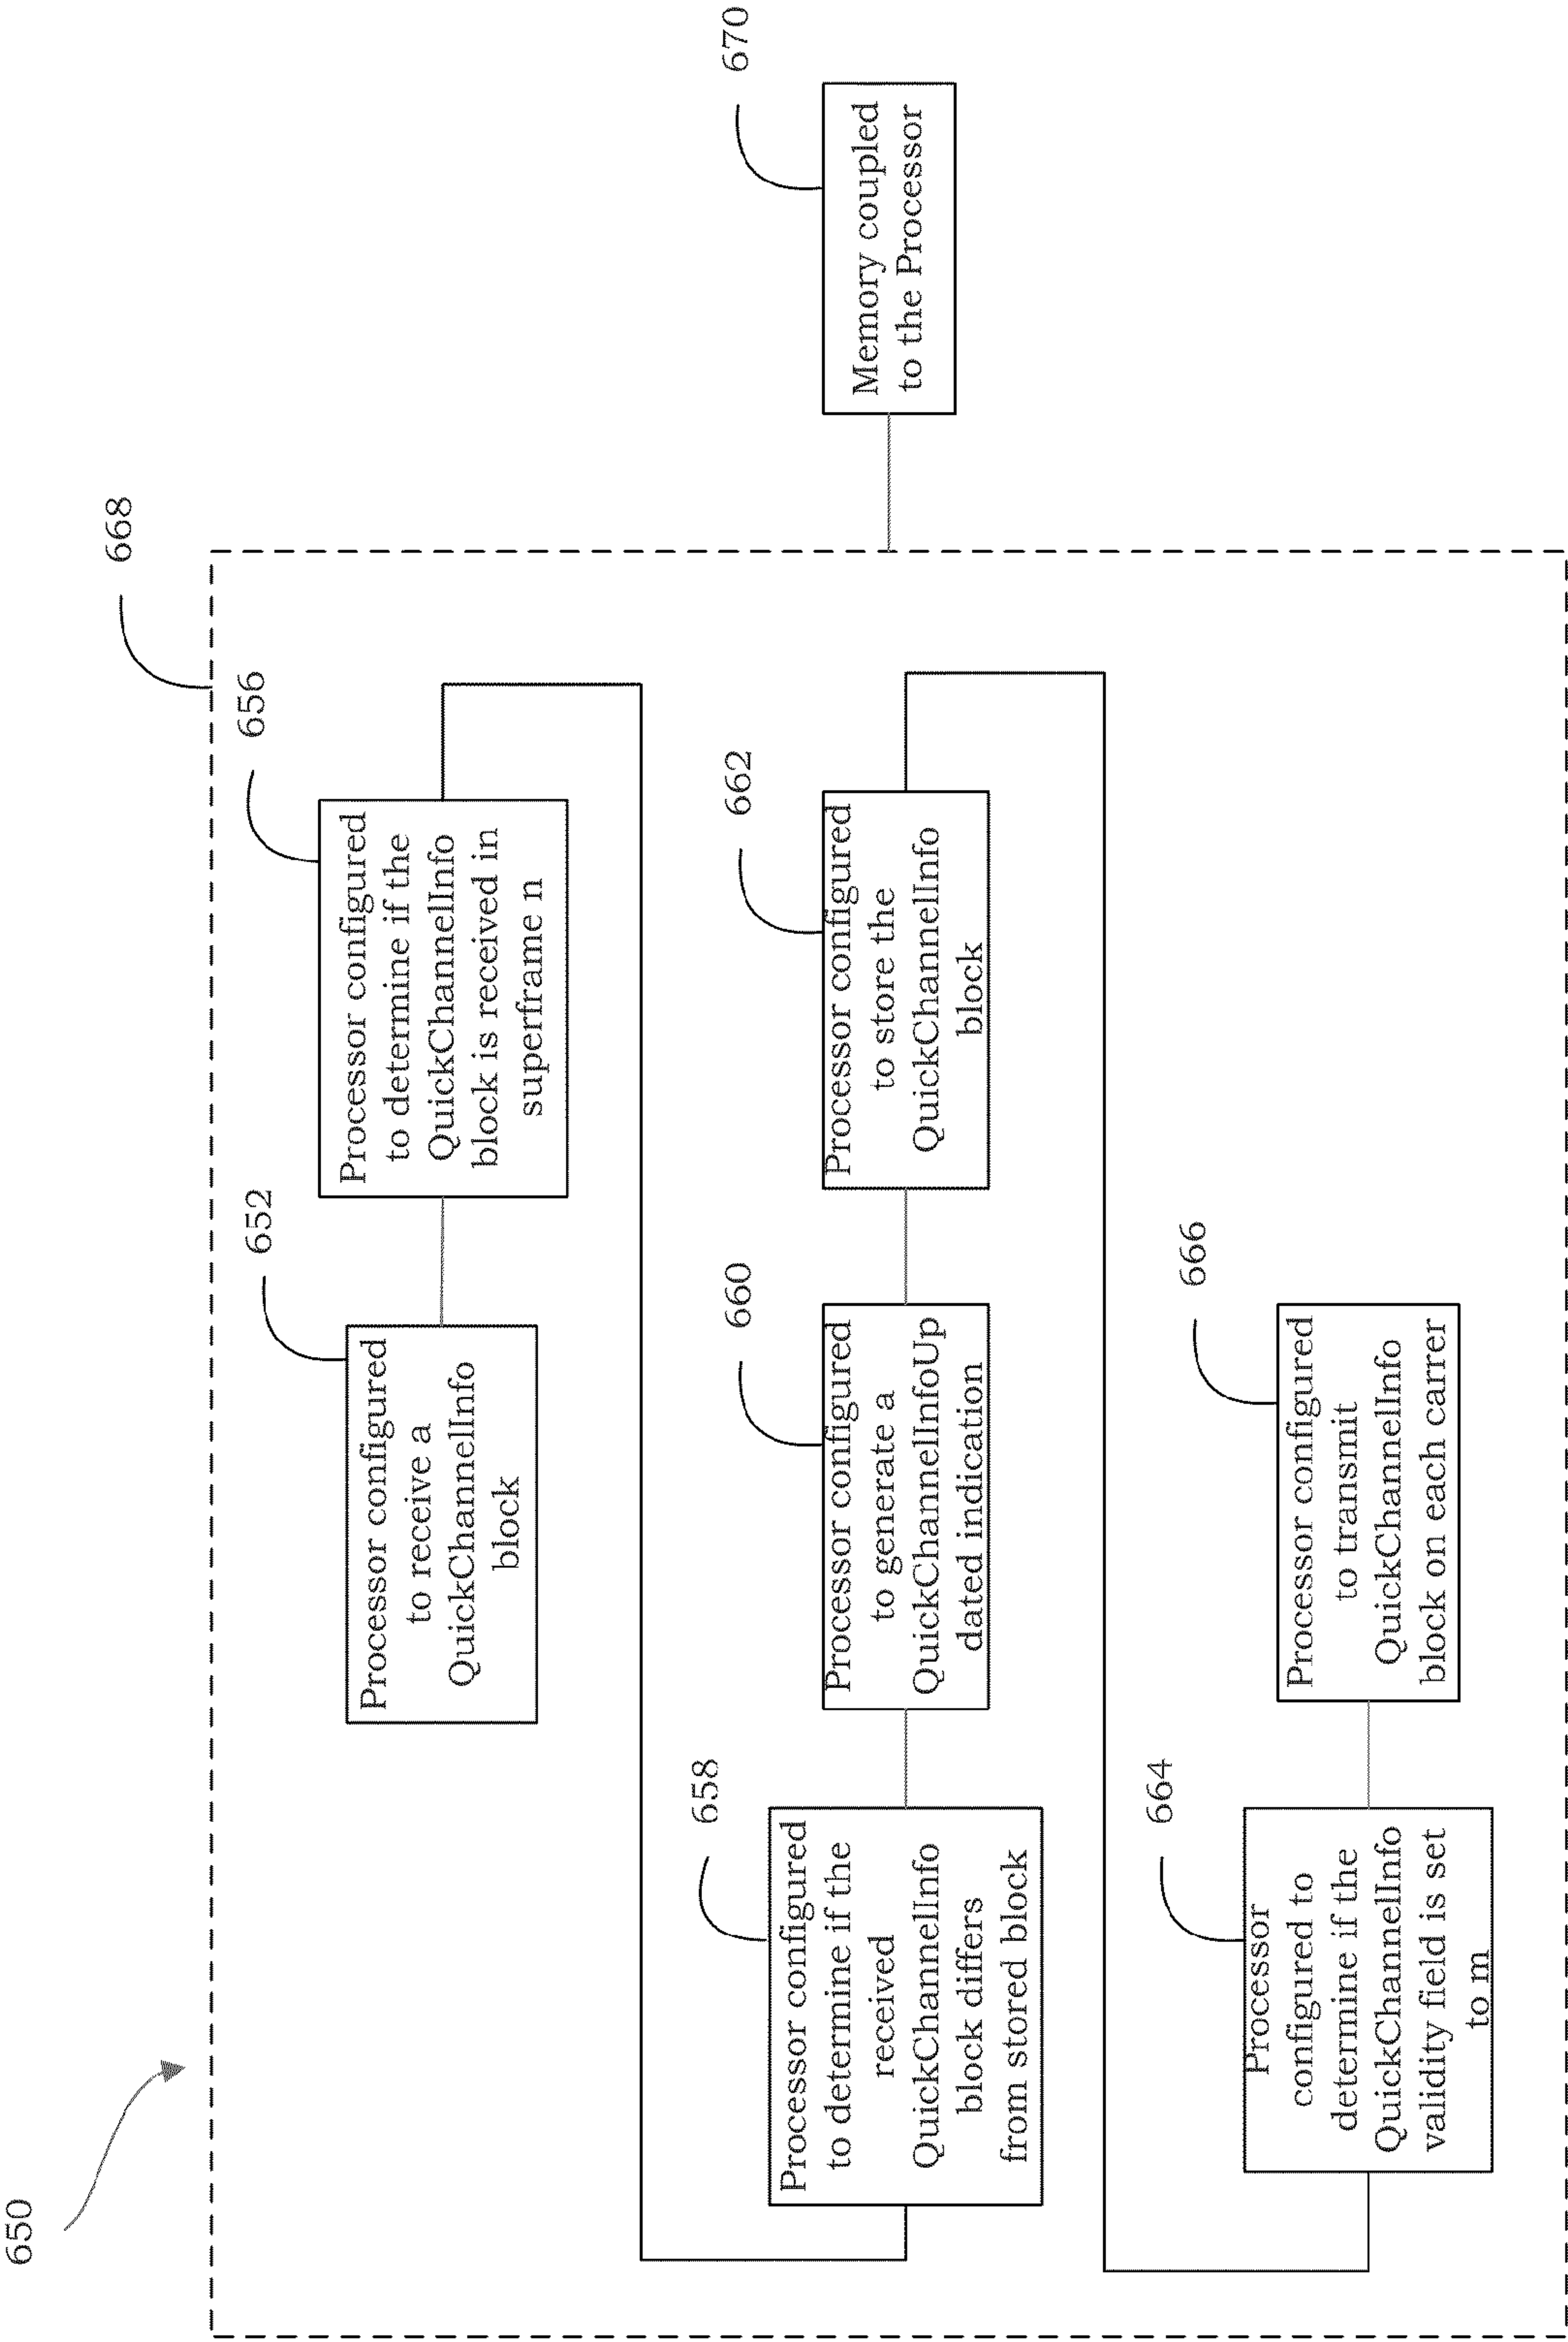 650
668
670
652
Processor configured
to receive a
QuickChannelInfo
block
656
Processor configured
to determine if the
QuickChannelInfo
block is received in
superframe n
658
Processor configured
to determine if the
received
QuickChannelInfo
block differs
from stored block
660
Processor configured
to generate a
QuickChannelInfoUp
dated indication
662
Processor configured
to store the
QuickChannelInfo
block
664
Processor
configured to
determine if the
QuickChannelInfo
validity field is set
to m
666
Processor configured
to transmit
QuickChannelInfo
block on each carrer
Memory coupled
to the Processor